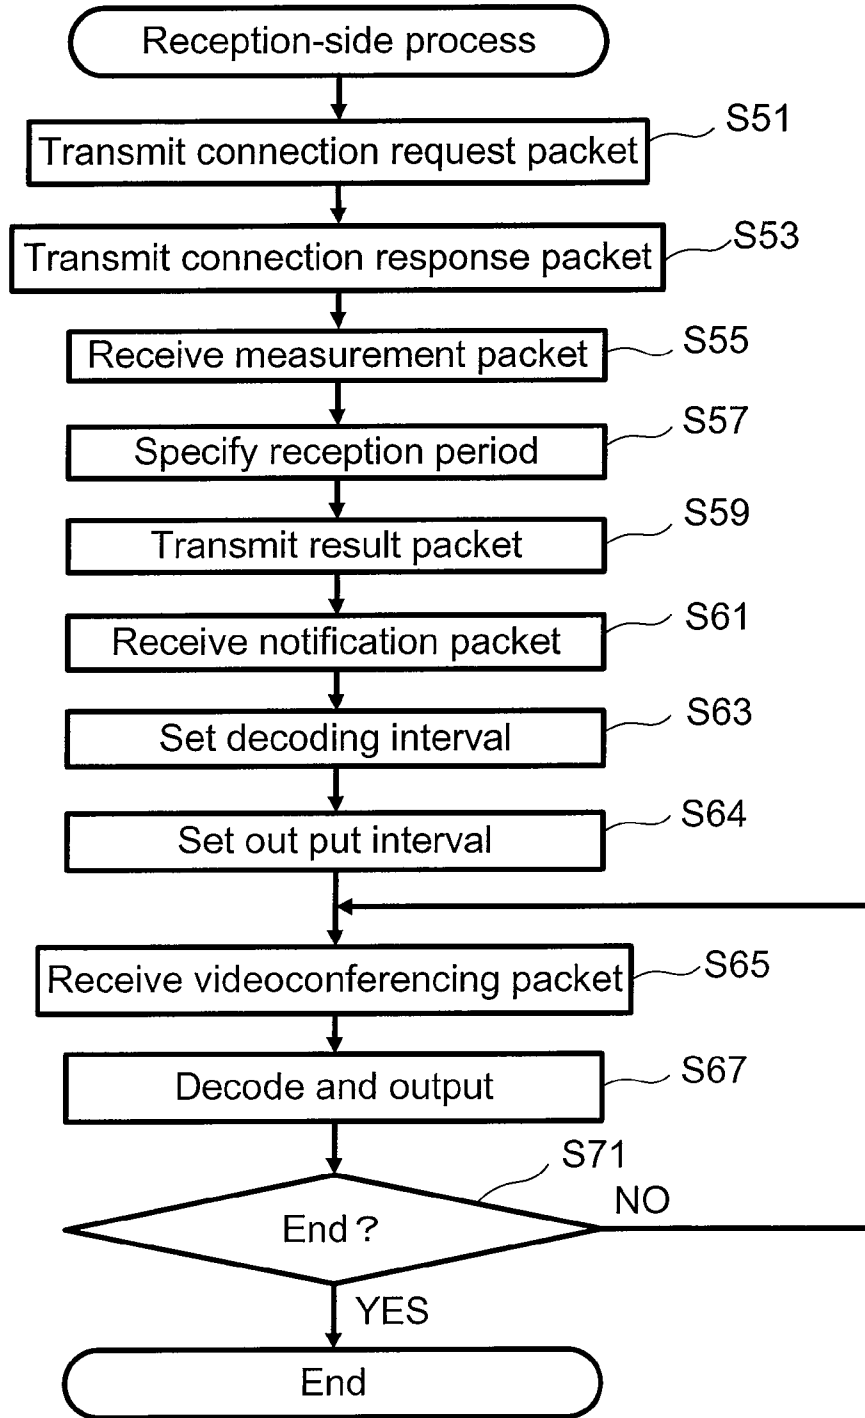 Reception-side process
S51
Transmit connection request packet
S53
Transmit connection response packet
S55
Receive measurement packet
S57
Specify reception period
S59
Transmit result packet
S61
Receive notification packet
S63
Set decoding interval
S64
Set out put interval
S65
Receive videoconferencing packet
S67
Decode and output
S71
End?
NO
YES
End